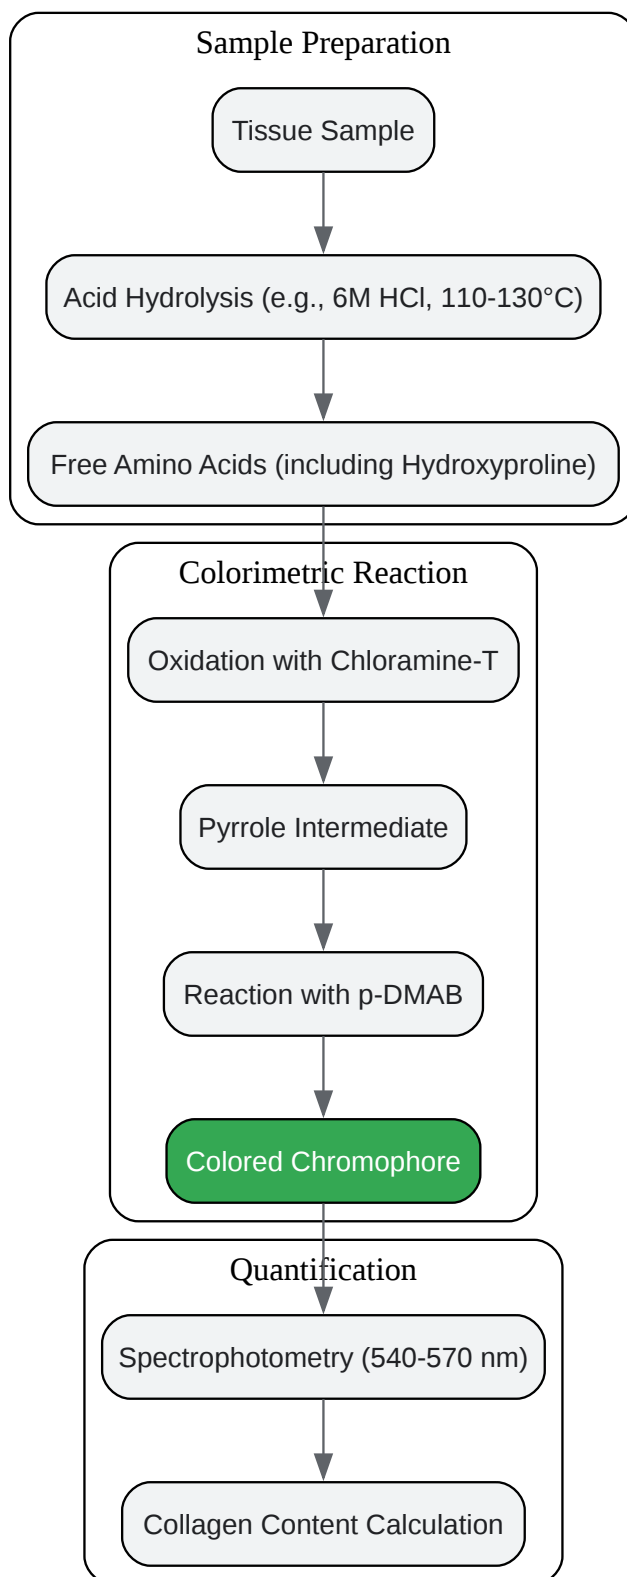 Sample Preparation
Tissue Sample
Acid Hydrolysis (e.g., 6M HCl, 110-130°C)
Free Amino Acids (including Hydroxyproline)
Colorimetric Reaction
Oxidation with Chloramine-T
Pyrrole Intermediate
Reaction with p-DMAB
Colored Chromophore
Quantification
Spectrophotometry (540-570 nm)
Collagen Content Calculation